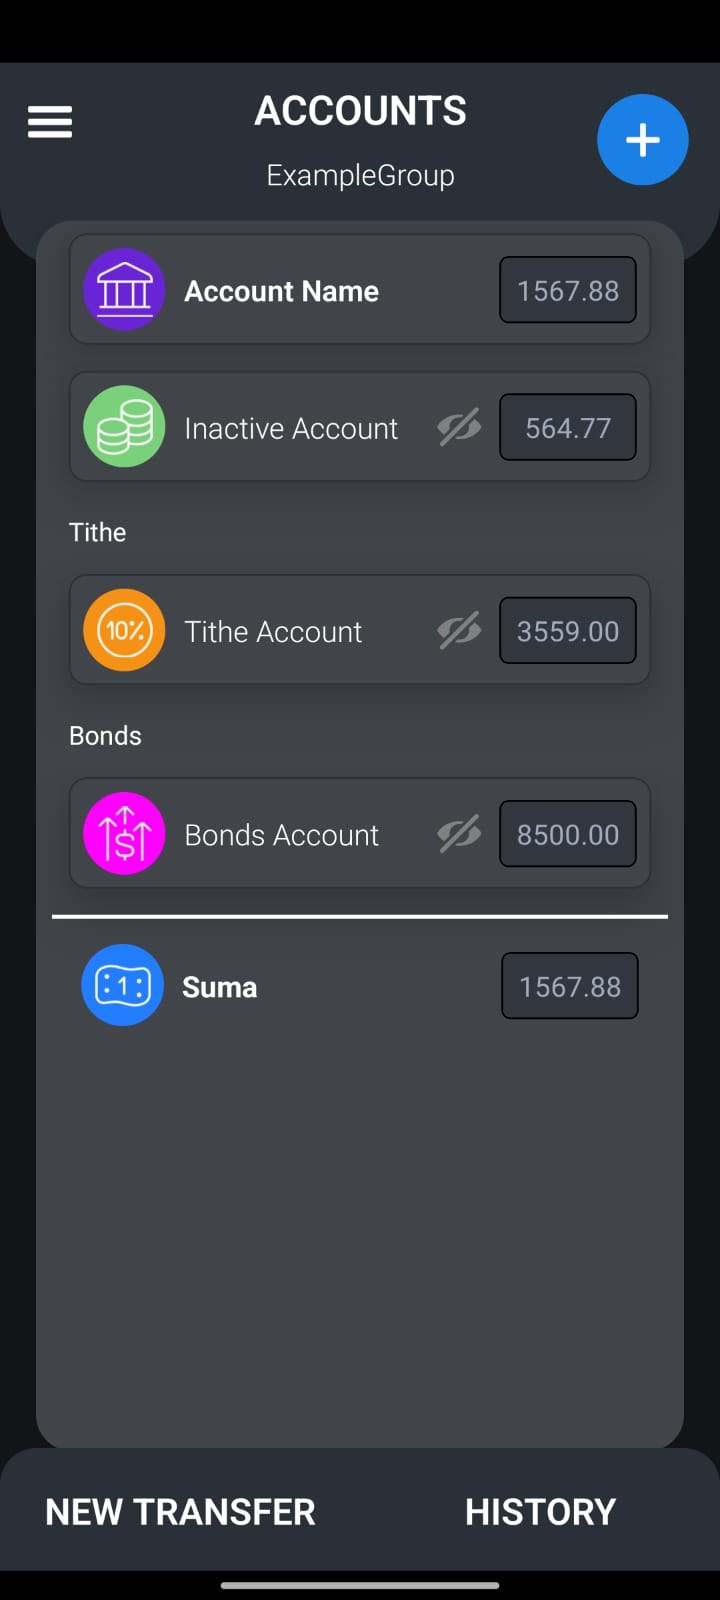 ACCOUNTS
ExampleGroup
Account Name 1567.88
Inactive Account 564.77
Tithe
10% Tithe Account 3559.00
Bonds
$ Bonds Account 8500.00
1 Suma 1567.88
NEW TRANSFER HISTORY